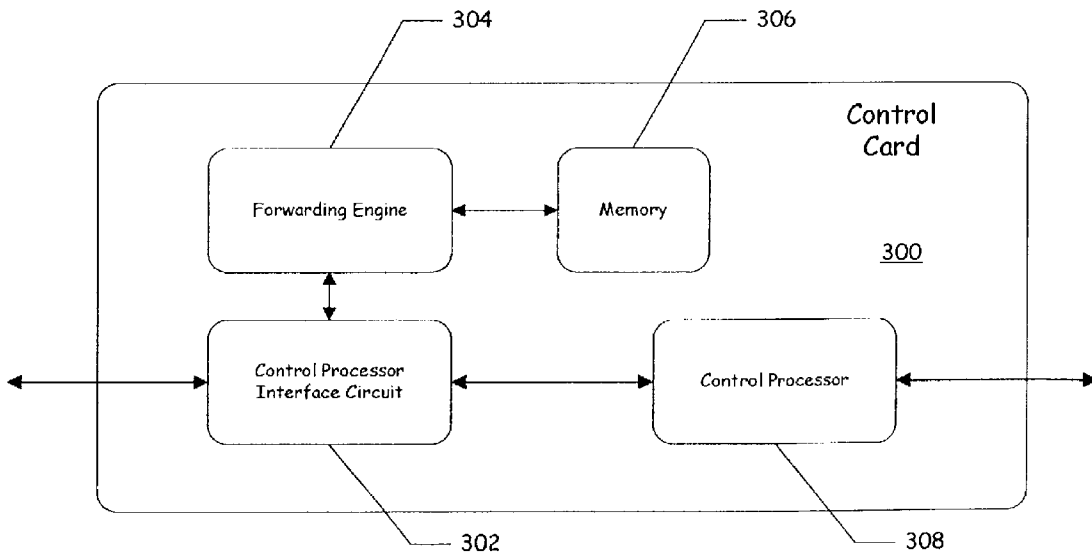 304
306
Control
Card
Forwarding Engine
Memory
300
Control Processor
Interface Circuit
Control Processor
302
308